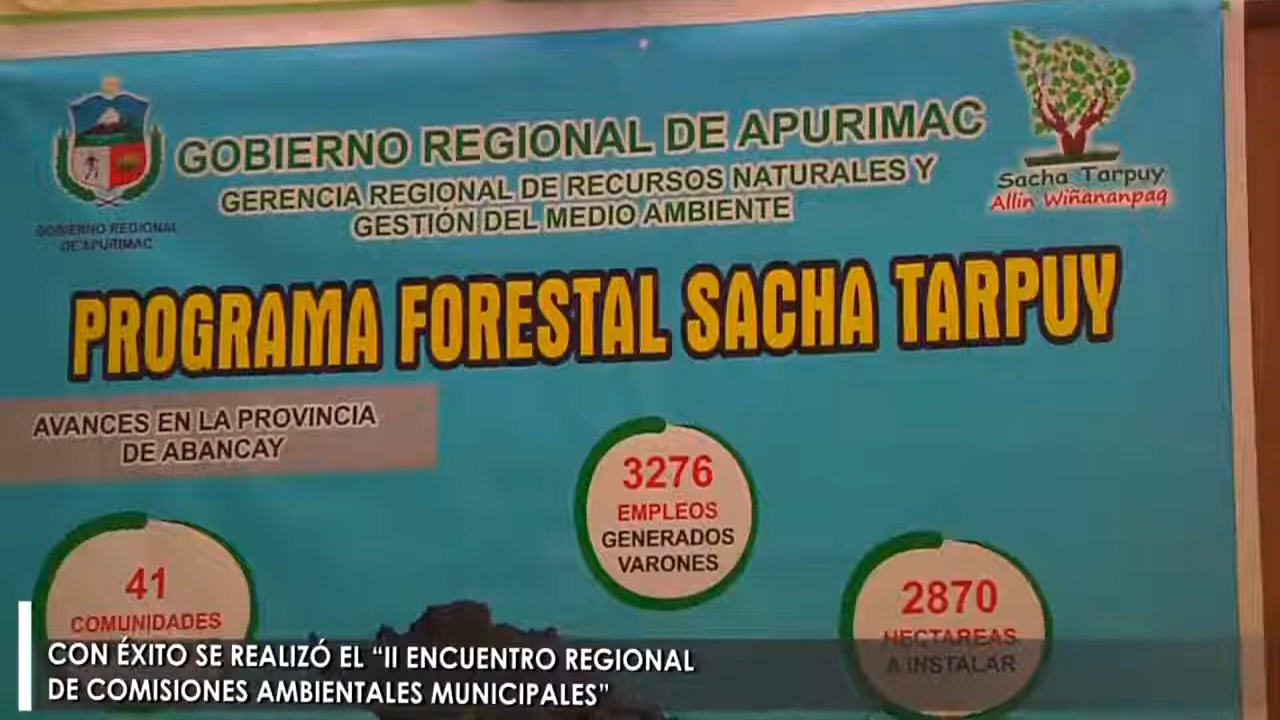 GOBIERNO REGIONAL DE APURIMAC
GERENCIA REGIONAL DE RECURSOS NATURALES Y
GESTIÓN DEL MEDIO AMBIENTE
GOBIERNO REGIONAL
DE APURIMAC
Sacha Tarpuy
Allin Wiñananpaq
PROGRAMA FORESTAL SACHA TARPUY
AVANCES EN LA PROVINCIA
DE ABANCAY
3276
EMPLEOS
GENERADOS
VARONES
41
COMUNIDADES
2870
HECTAREAS
A INSTALAR
CON ÉXITO SE REALIZÓ EL “II ENCUENTRO REGIONAL
DE COMISIONES AMBIENTALES MUNICIPALES”